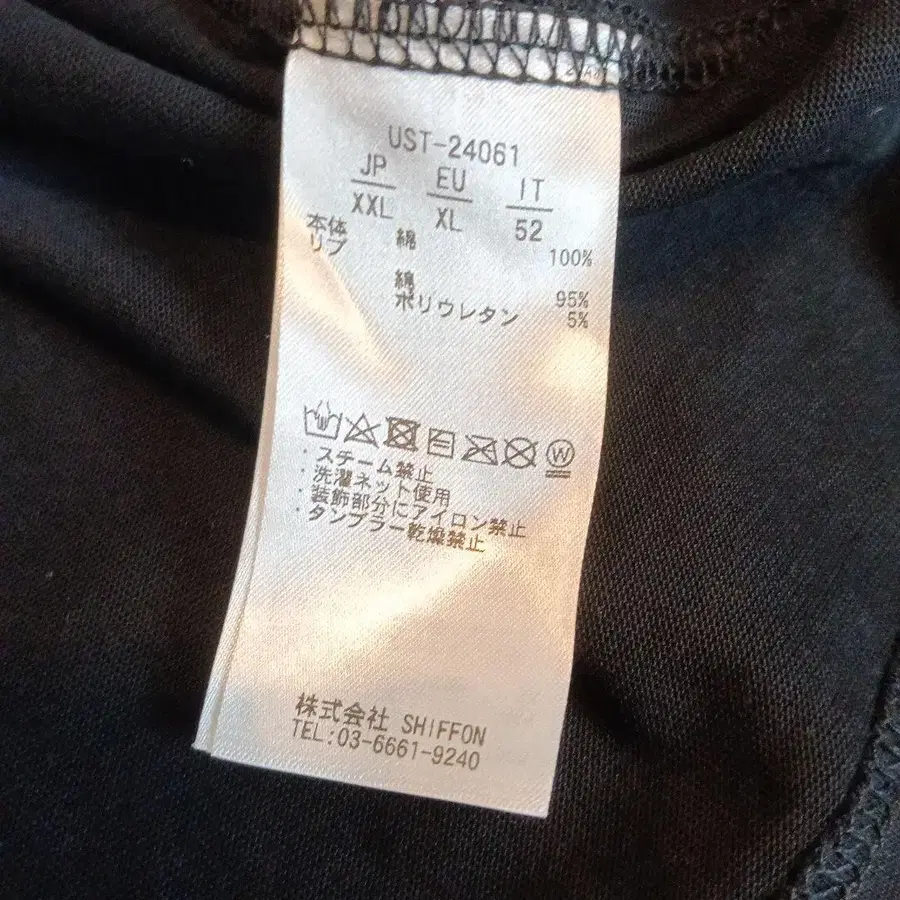 UST-24061
JP EU IT
XXL XL 52
本体 綿 100%
リブ
綿 95%
ポリウレタン 5%
W
・スチーム禁止
・洗濯ネット使用
・装飾部分にアイロン禁止
・タンブラー乾燥禁止
株式会社 SHIFFON
TEL:03-6661-9240